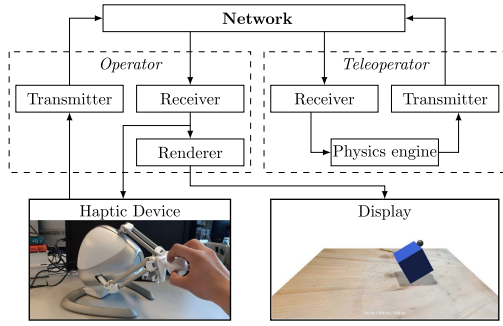 Network
Operator
Teleoperator
Transmitter
Receiver
Receiver
Transmitter
Renderer
Physics engine
Haptic Device
Display